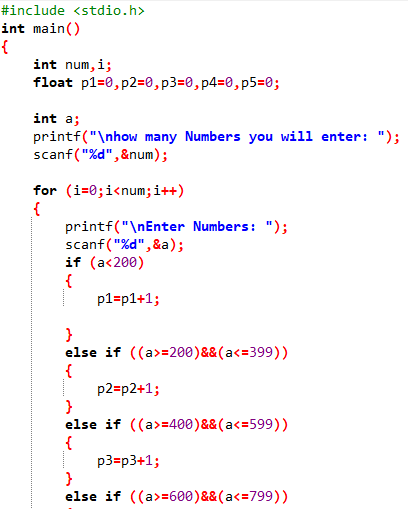 #include <stdio.h>
int main()
{
    int num,i;
    float p1=0,p2=0,p3=0,p4=0,p5=0;

    int a;
    printf("\nhow many Numbers you will enter: ");
    scanf("%d",&num);

    for (i=0;i<num;i++)
    {
        printf("\nEnter Numbers: ");
        scanf("%d",&a);
        if (a<200)
        {
            p1=p1+1;

        }
        else if ((a>=200)&&(a<=399))
        {
            p2=p2+1;
        }
        else if ((a>=400)&&(a<=599))
        {
            p3=p3+1;
        }
        else if ((a>=600)&&(a<=799))